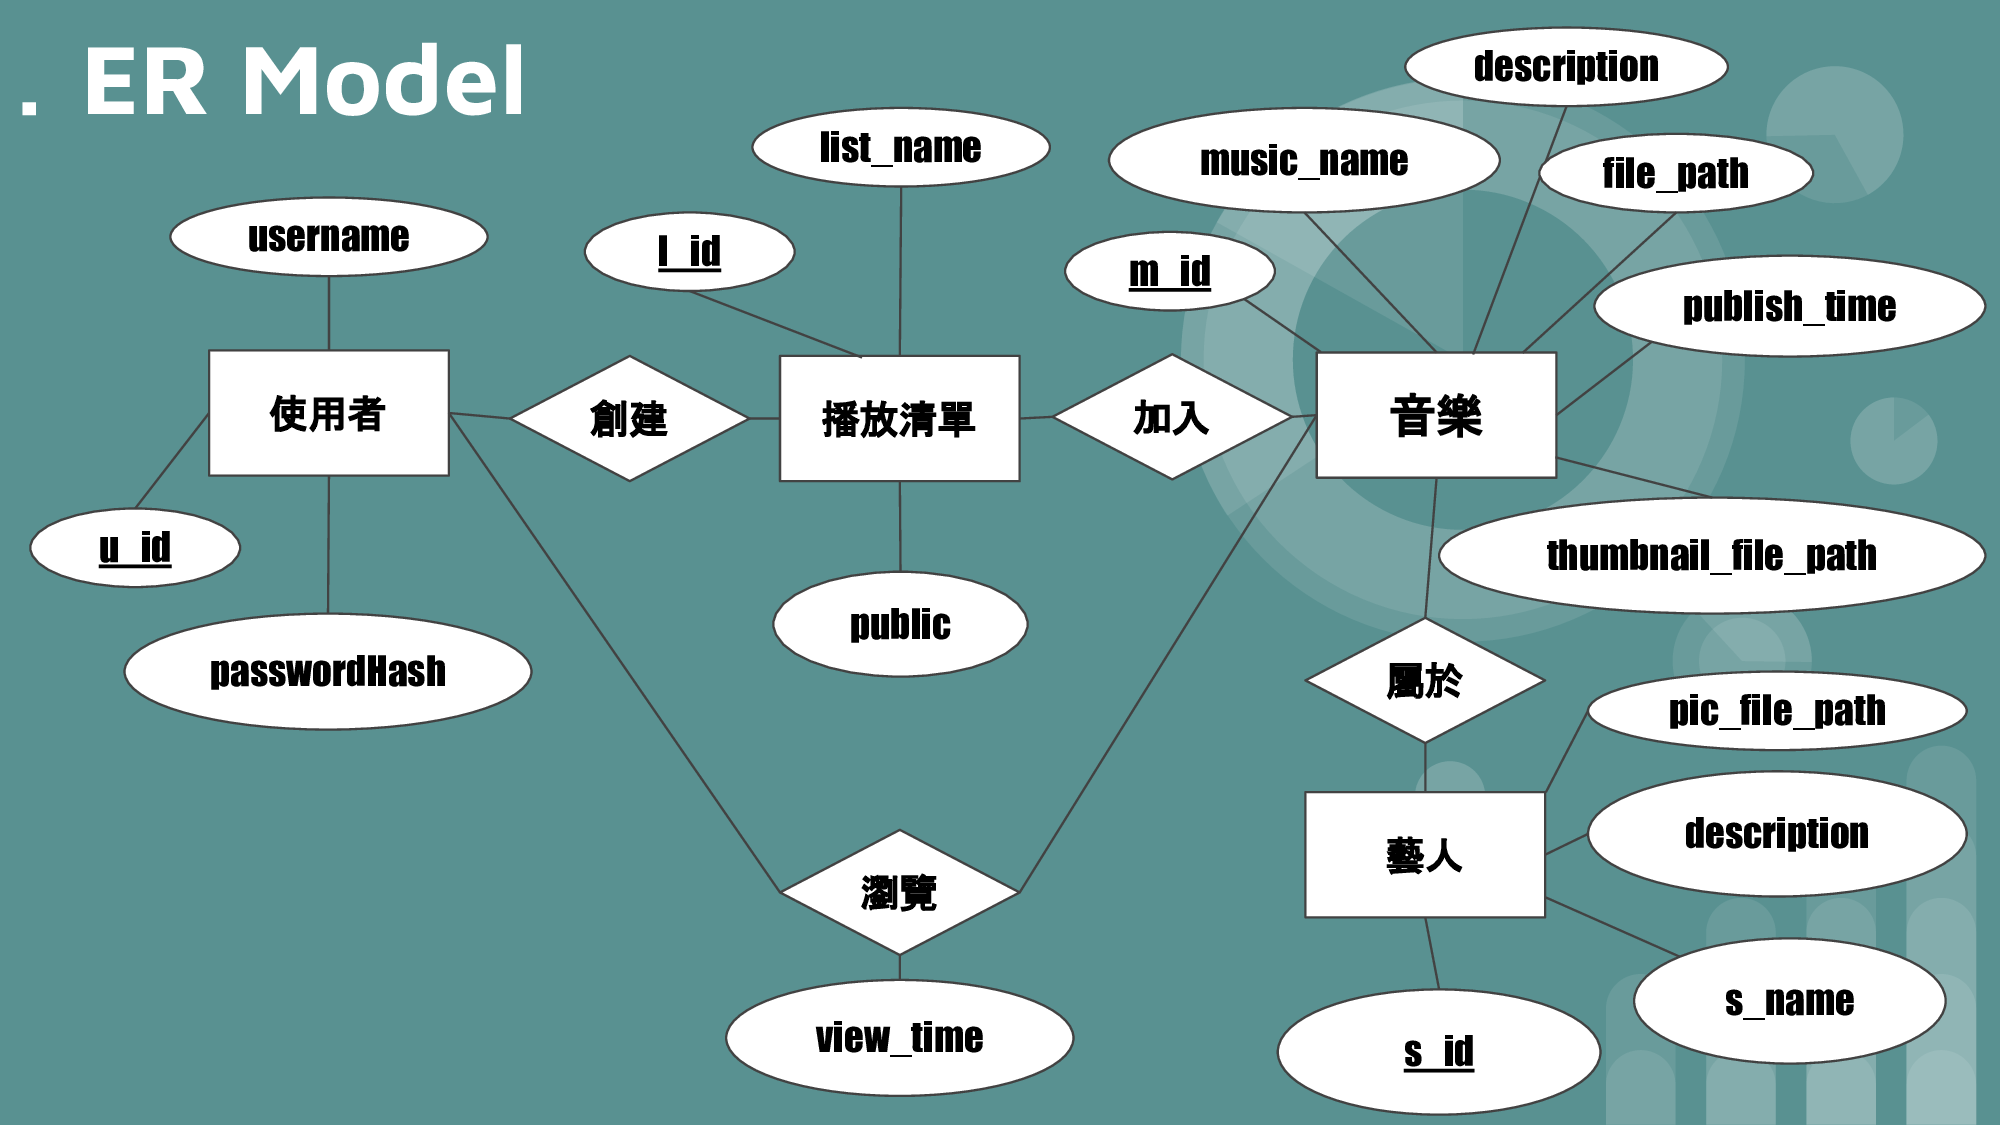 . ER Model
description
list_name
music_name
file_path
username
l_id
m_id
publish_time
使用者
創建
播放清單
加入
音樂
u_id
thumbnail_file_path
public
passwordHash
屬於
pic_file_path
description
藝人
瀏覽
s_name
view_time
s_id